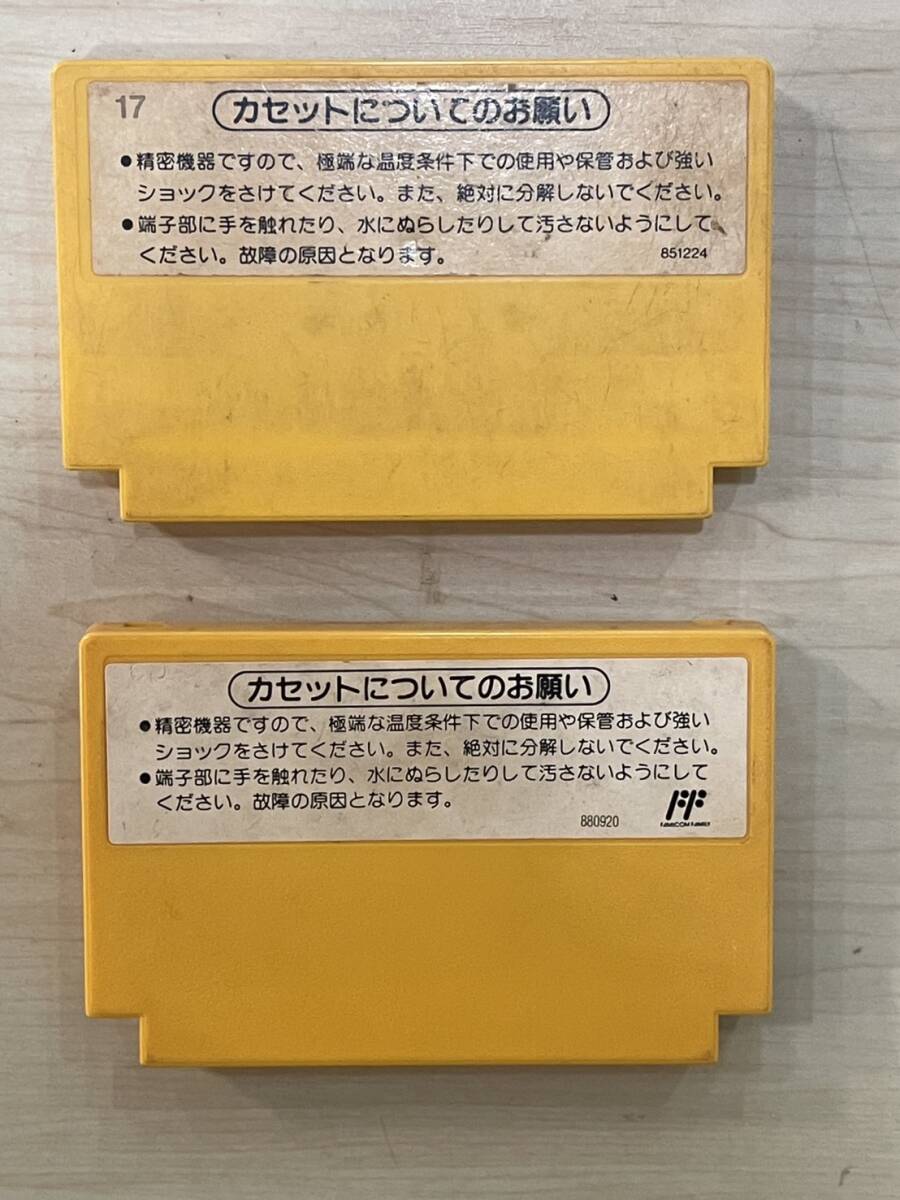 17
カセットについてのお願い
●精密機器ですので、極端な温度条件下での使用や保管および強い
ショックをさけてください。また、絶対に分解しないでください。
●端子部に手を触れたり、水にぬらしたりして汚さないようにして
ください。故障の原因となります。
851224
カセットについてのお願い
●精密機器ですので、極端な温度条件下での使用や保管および強い
ショックをさけてください。また、絶対に分解しないでください。
●端子部に手を触れたり、水にぬらしたりして汚さないようにして
ください。故障の原因となります。
880920
FF
FAMICOM FAMILY